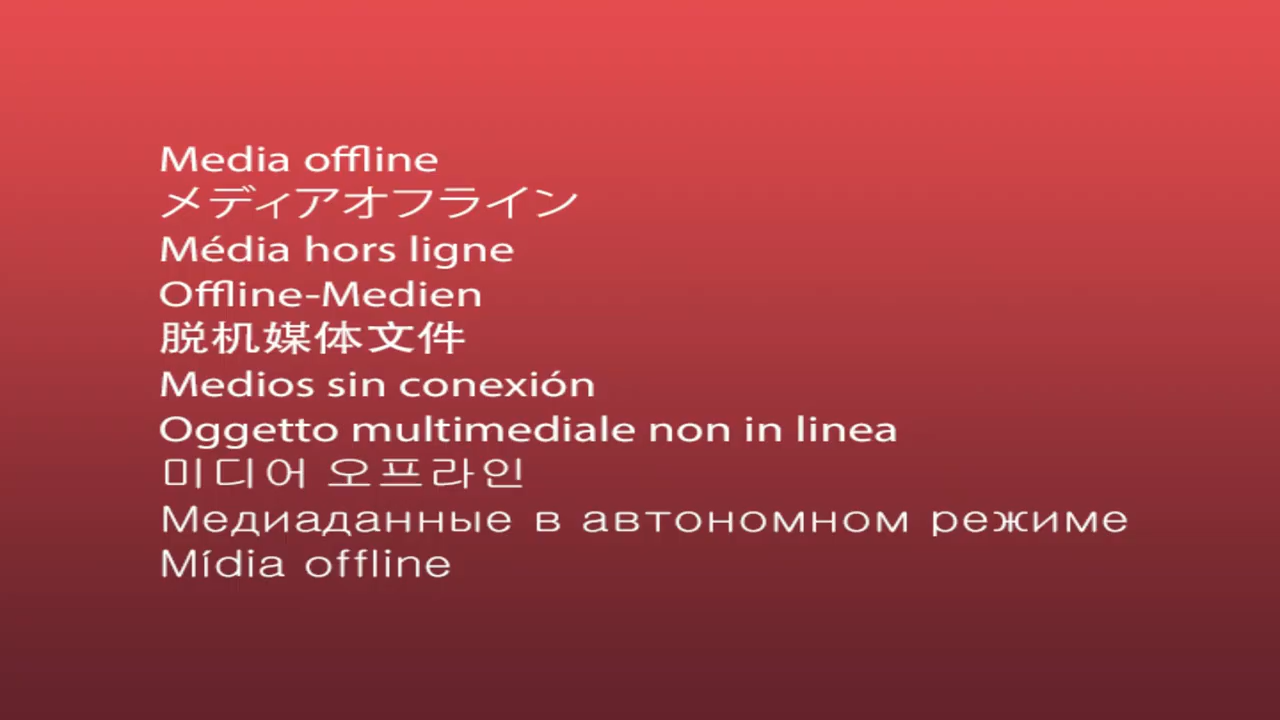 Media offline
メディアオフライン
Média hors ligne
Offline-Medien
脱机媒体文件
Medios sin conexión
Oggetto multimediale non in linea
미디어 오프라인
Медиаданные в автономном режиме
Mídia offline